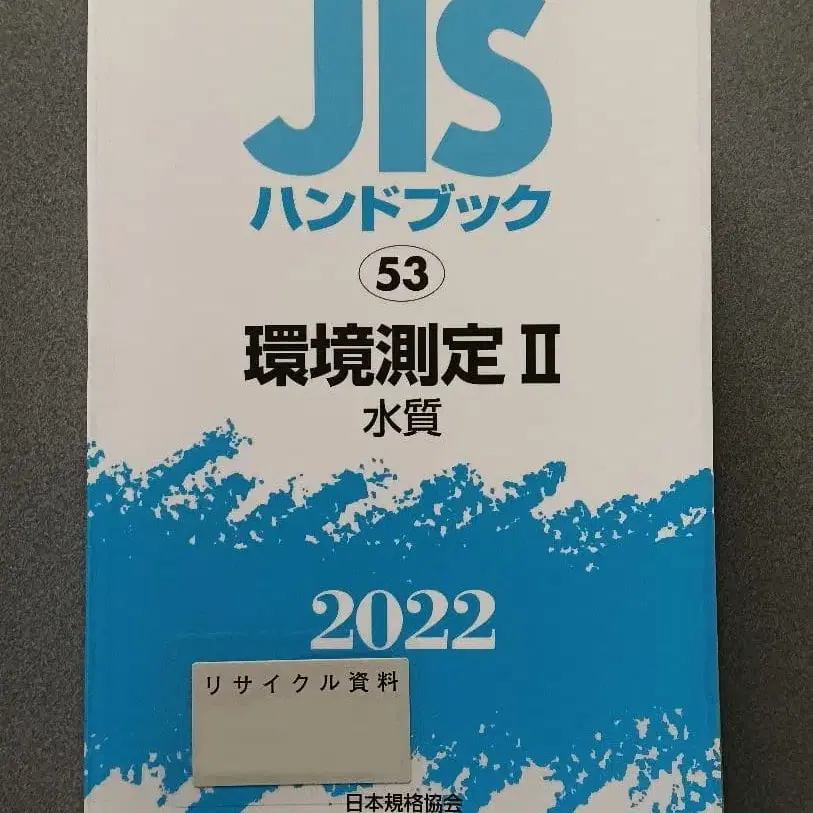 JIS
ハンドブック
53
環境測定 II
水質
2022
リサイクル資料
日本規格協会